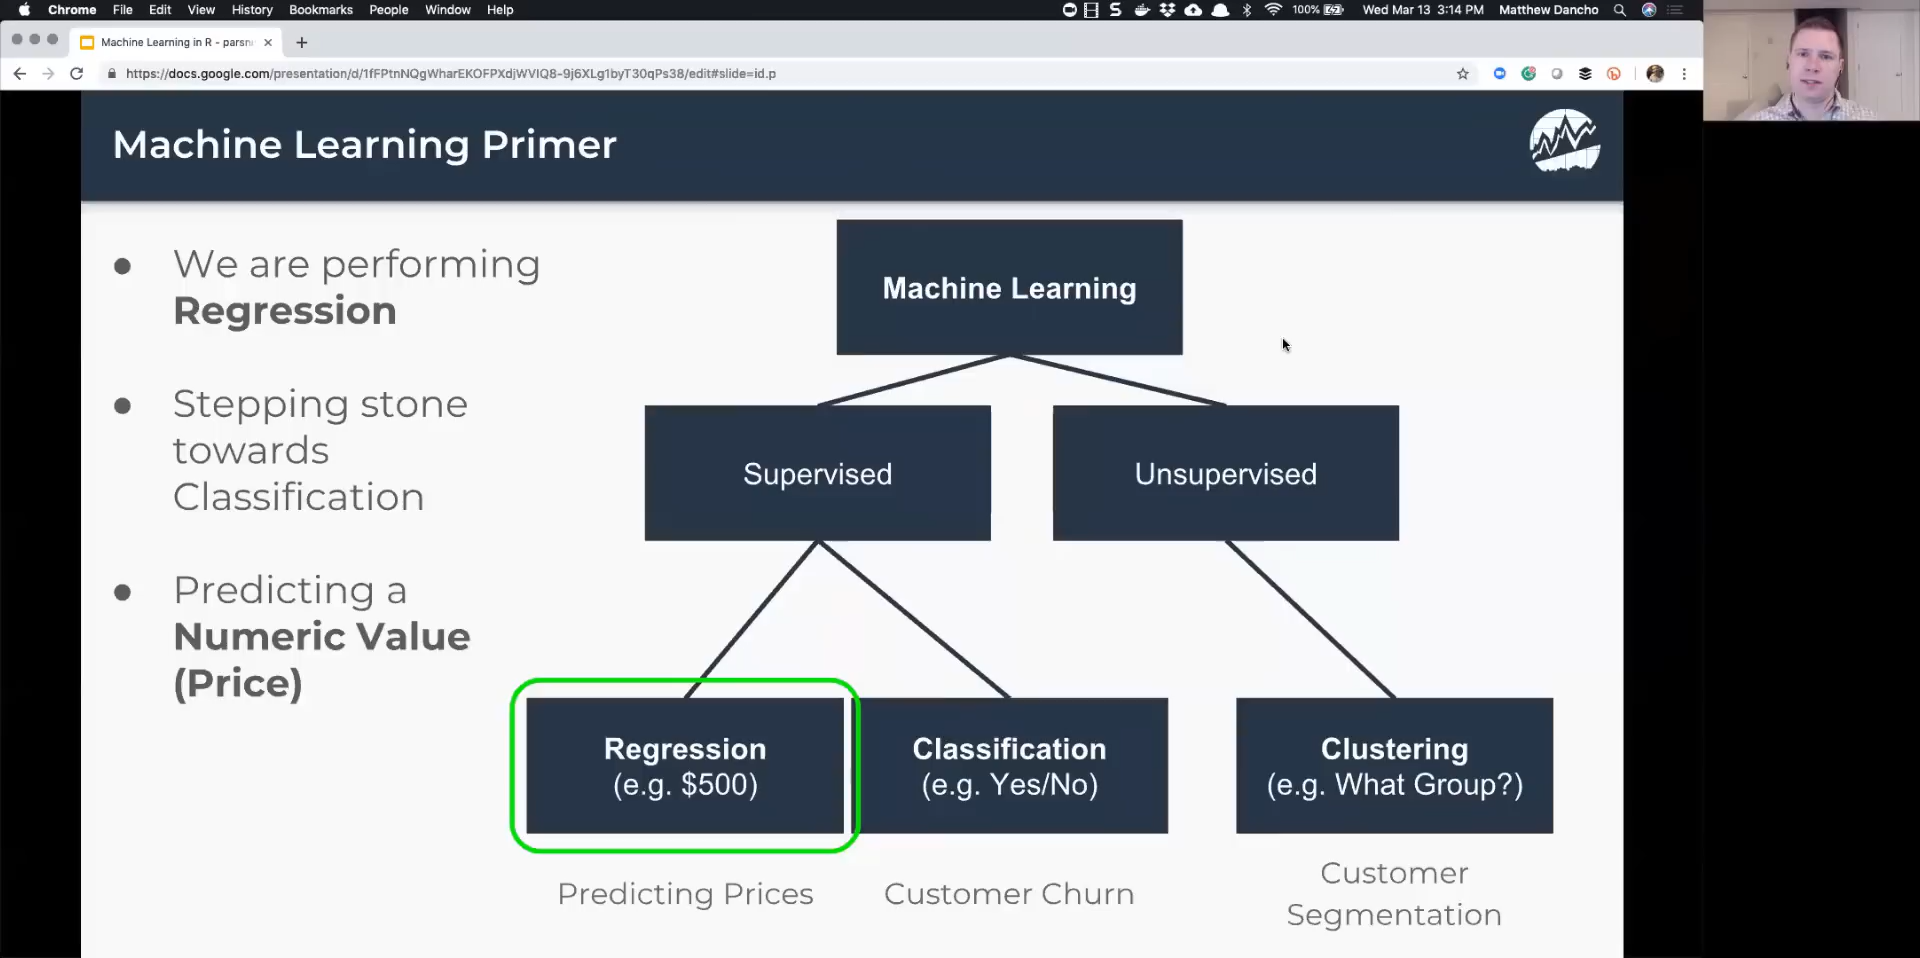 Chrome File Edit View History Bookmarks People Window Help
100% Wed Mar 13 3:14 PM Matthew Dancho
Machine Learning in R - parsn
https://docs.google.com/presentation/d/1fFPtnNQgWharEKOFPXdjWVIQ8-9j6XLg1byT30qPs38/edit#slide=id.p
Machine Learning Primer
● We are performing
Regression
● Stepping stone
towards
Classification
● Predicting a
Numeric Value
(Price)
Machine Learning
Supervised
Unsupervised
Regression
(e.g. $500)
Classification
(e.g. Yes/No)
Clustering
(e.g. What Group?)
Predicting Prices
Customer Churn
Customer
Segmentation